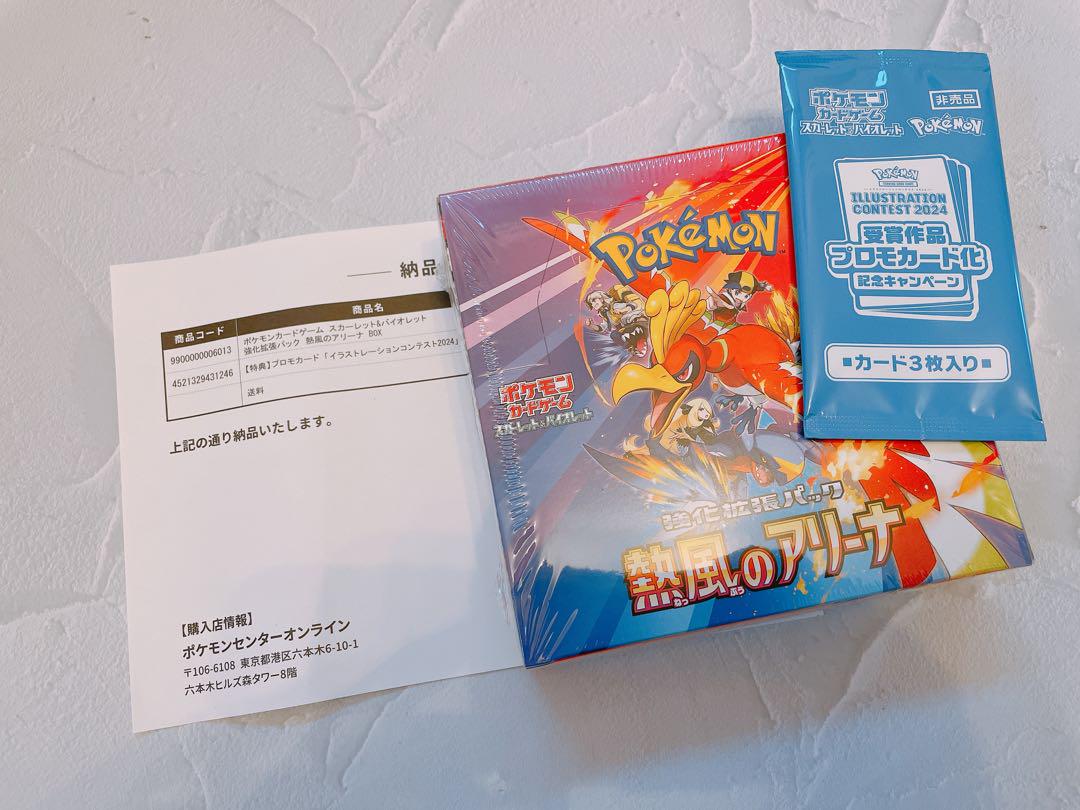 納品
商品コード 商品名
9900000006013 ポケモンカードゲーム スカーレット&バイオレット
強化拡張パック 熱風のアリーナ BOX
4521329431246 【特典】プロモカード「イラストレーションコンテスト2024」
送料
上記の通り納品いたします。
【購入店情報】
ポケモンセンターオンライン
〒106-6108 東京都港区六本木6-10-1
六本木ヒルズ森タワー8階
POKéMON
ポケモン
カードゲーム
スカーレット&バイオレット
強化拡張パック
熱風のアリーナ
ねっ ぷう
ポケモン
カードゲーム
スカーレット&バイオレット
非売品
POKéMON
POKéMON
ILLUSTRATION
CONTEST 2024
受賞作品
プロモカード化
記念キャンペーン
■カード3枚入り■